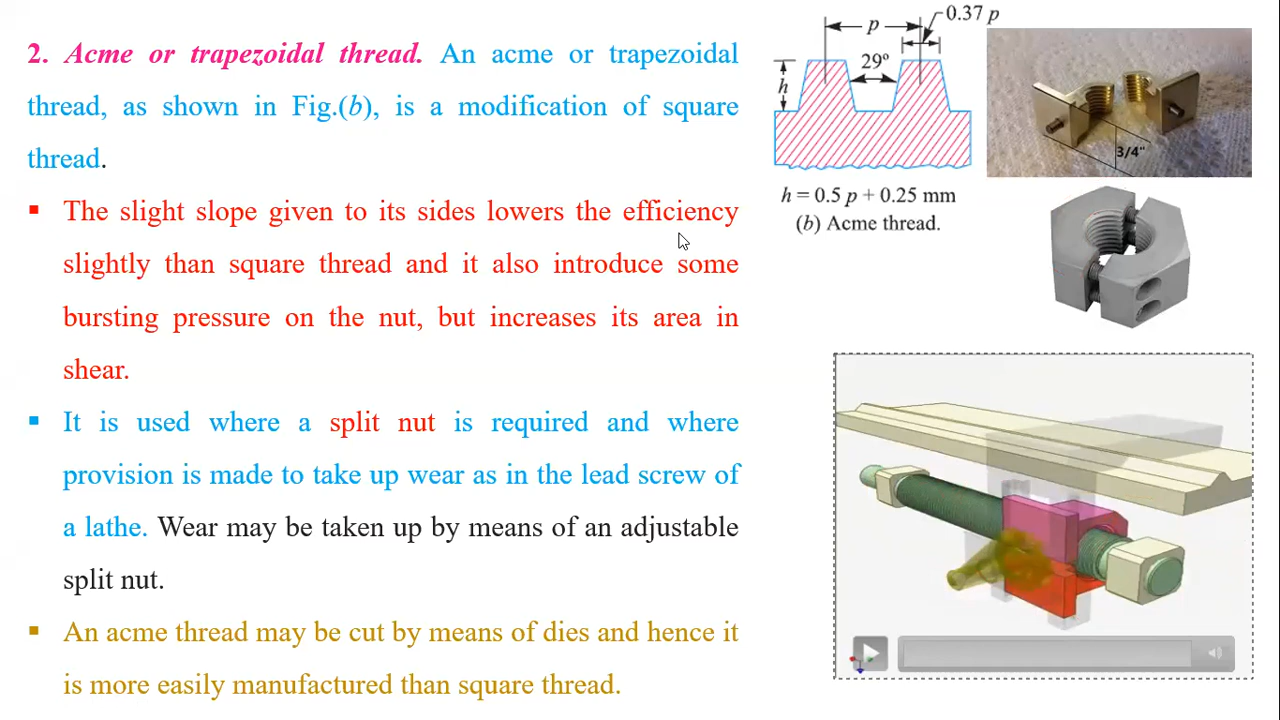 2. Acme or trapezoidal thread. An acme or trapezoidal
thread, as shown in Fig.(b), is a modification of square
thread.
▪ The slight slope given to its sides lowers the efficiency
slightly than square thread and it also introduce some
bursting pressure on the nut, but increases its area in
shear.
▪ It is used where a split nut is required and where
provision is made to take up wear as in the lead screw of
a lathe. Wear may be taken up by means of an adjustable
split nut.
▪ An acme thread may be cut by means of dies and hence it
is more easily manufactured than square thread.
p
0.37 p
29º
h
h = 0.5 p + 0.25 mm
(b) Acme thread.
3/4"